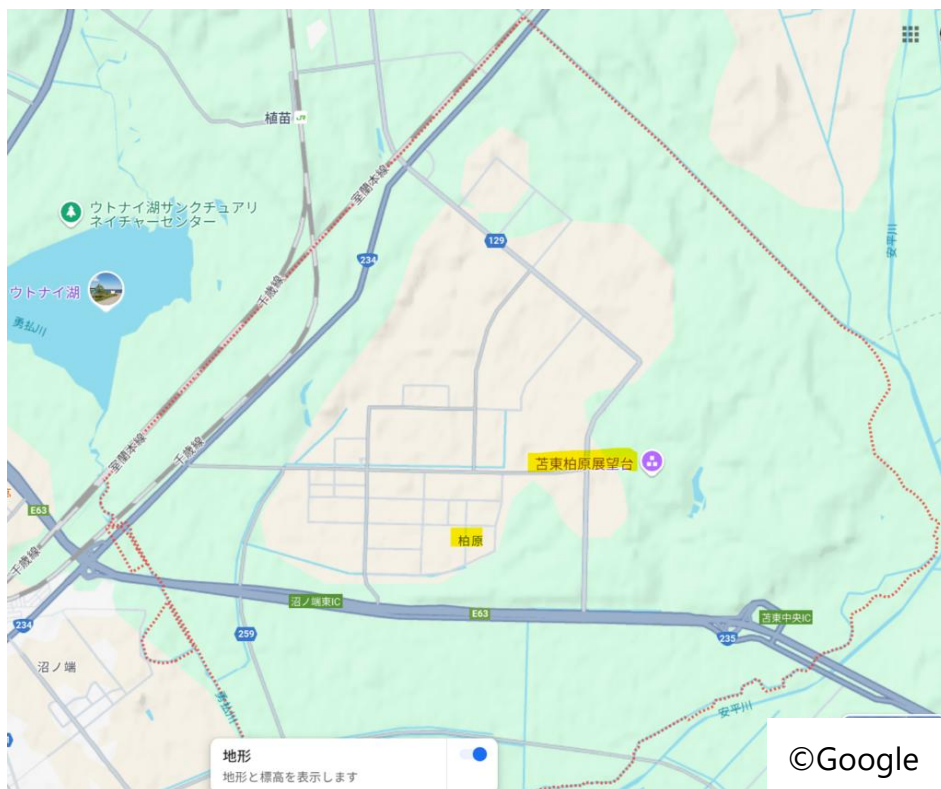 植苗
JR
室蘭本線
ウトナイ湖サンクチュアリ
ネイチャーセンター
129
安平川
234
ウトナイ湖
千歳線
勇払川
室蘭本線
千歳線
苫東柏原展望台
E63
柏原
千歳線
沼ノ端東IC
E63
苫東中央IC
234
259
235
沼ノ端
勇払川
安平川
地形
地形と標高を表示します
©Google